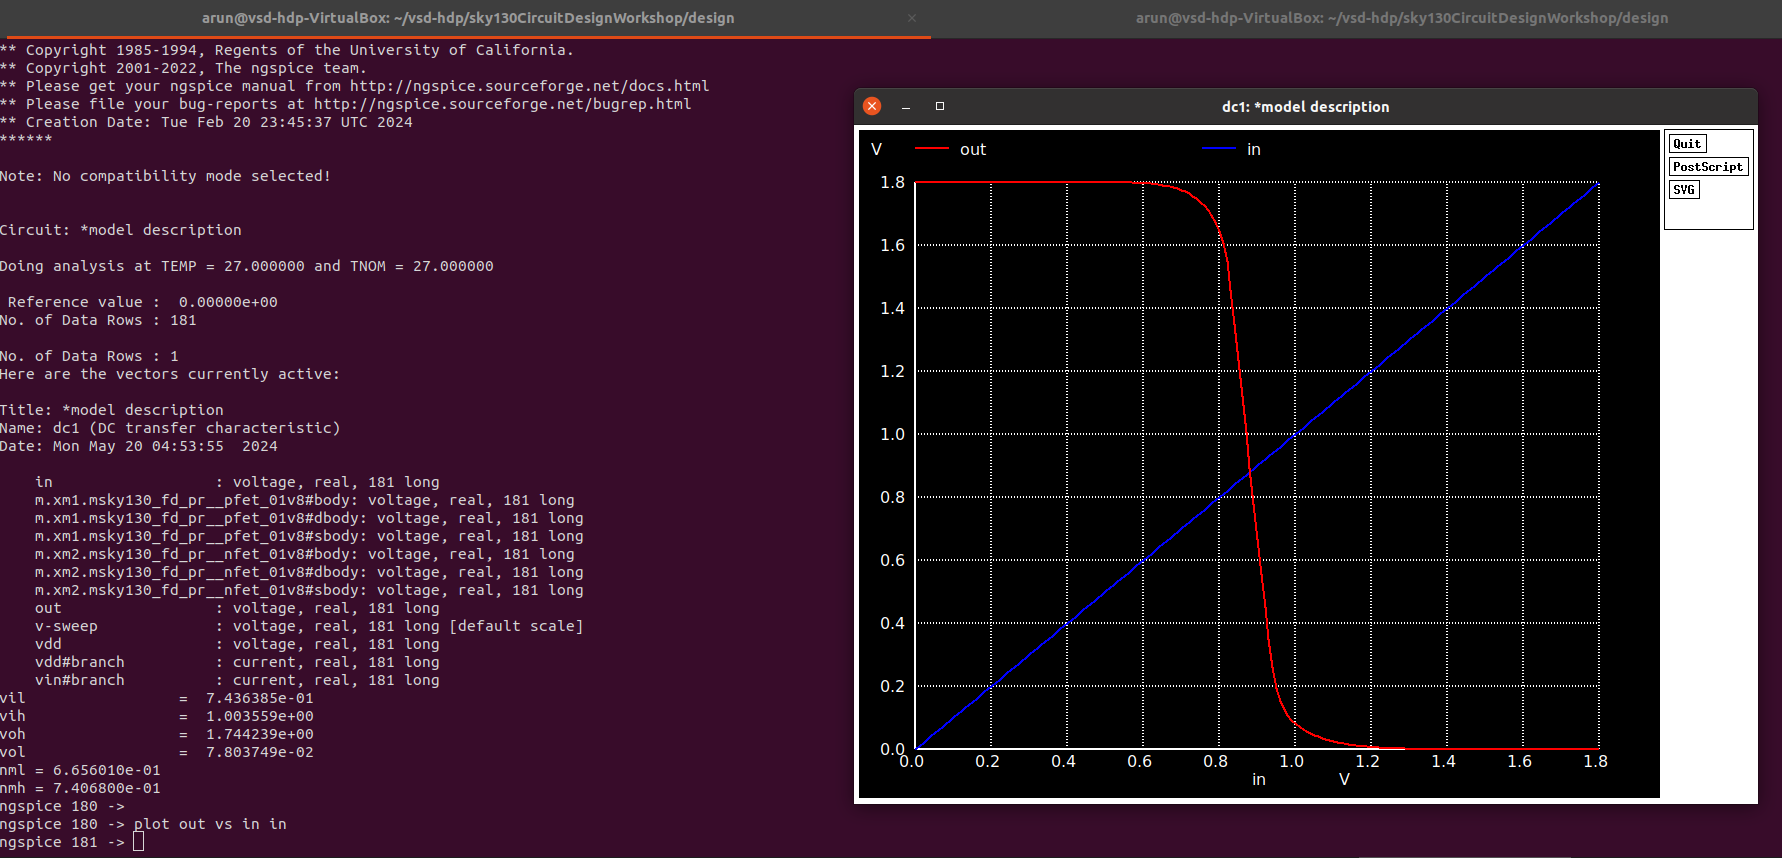 arun@vsd-hdp-VirtualBox: ~/vsd-hdp/sky130CircuitDesignWorkshop/design
arun@vsd-hdp-VirtualBox: ~/vsd-hdp/sky130CircuitDesignWorkshop/design
** Copyright 1985-1994, Regents of the University of California.
** Copyright 2001-2022, The ngspice team.
** Please get your ngspice manual from http://ngspice.sourceforge.net/docs.html
** Please file your bug-reports at http://ngspice.sourceforge.net/bugrep.html
** Creation Date: Tue Feb 20 23:45:37 UTC 2024
******
Note: No compatibility mode selected!
Circuit: *model description
Doing analysis at TEMP = 27.000000 and TNOM = 27.000000
Reference value :  0.00000e+00
No. of Data Rows : 181
No. of Data Rows : 1
Here are the vectors currently active:
Title: *model description
Name: dc1 (DC transfer characteristic)
Date: Mon May 20 04:53:55  2024
in                  : voltage, real, 181 long
m.xm1.msky130_fd_pr__pfet_01v8#body: voltage, real, 181 long
m.xm1.msky130_fd_pr__pfet_01v8#dbody: voltage, real, 181 long
m.xm1.msky130_fd_pr__pfet_01v8#sbody: voltage, real, 181 long
m.xm2.msky130_fd_pr__nfet_01v8#body: voltage, real, 181 long
m.xm2.msky130_fd_pr__nfet_01v8#dbody: voltage, real, 181 long
m.xm2.msky130_fd_pr__nfet_01v8#sbody: voltage, real, 181 long
out                 : voltage, real, 181 long
v-sweep             : voltage, real, 181 long [default scale]
vdd                 : voltage, real, 181 long
vdd#branch          : current, real, 181 long
vin#branch          : current, real, 181 long
vil                 =  7.436385e-01
vih                 =  1.003559e+00
voh                 =  1.744239e+00
vol                 =  7.803749e-02
nml = 6.656010e-01
nmh = 7.406800e-01
ngspice 180 ->
ngspice 180 -> plot out vs in in
ngspice 181 ->
dc1: *model description
V out in
Quit
PostScript
SVG
1.8
1.6
1.4
1.2
1.0
0.8
0.6
0.4
0.2
0.0
0.0 0.2 0.4 0.6 0.8 1.0 1.2 1.4 1.6 1.8
in V